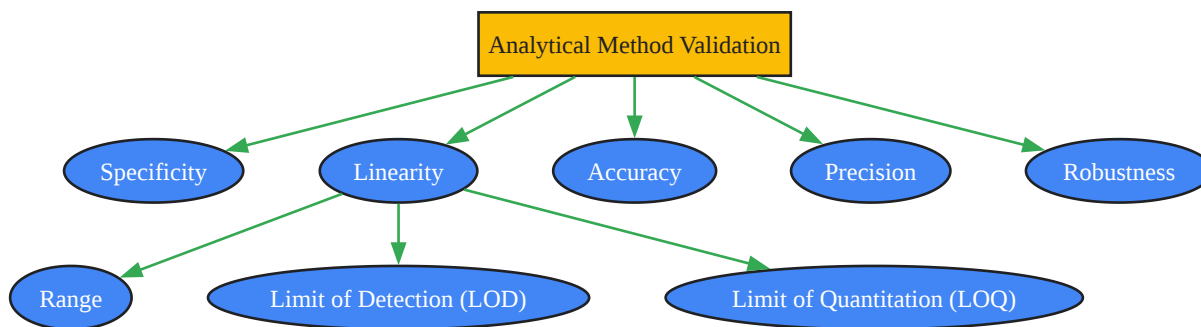 Analytical Method Validation
Specificity
Linearity
Accuracy
Precision
Robustness
Range
Limit of Detection (LOD)
Limit of Quantitation (LOQ)